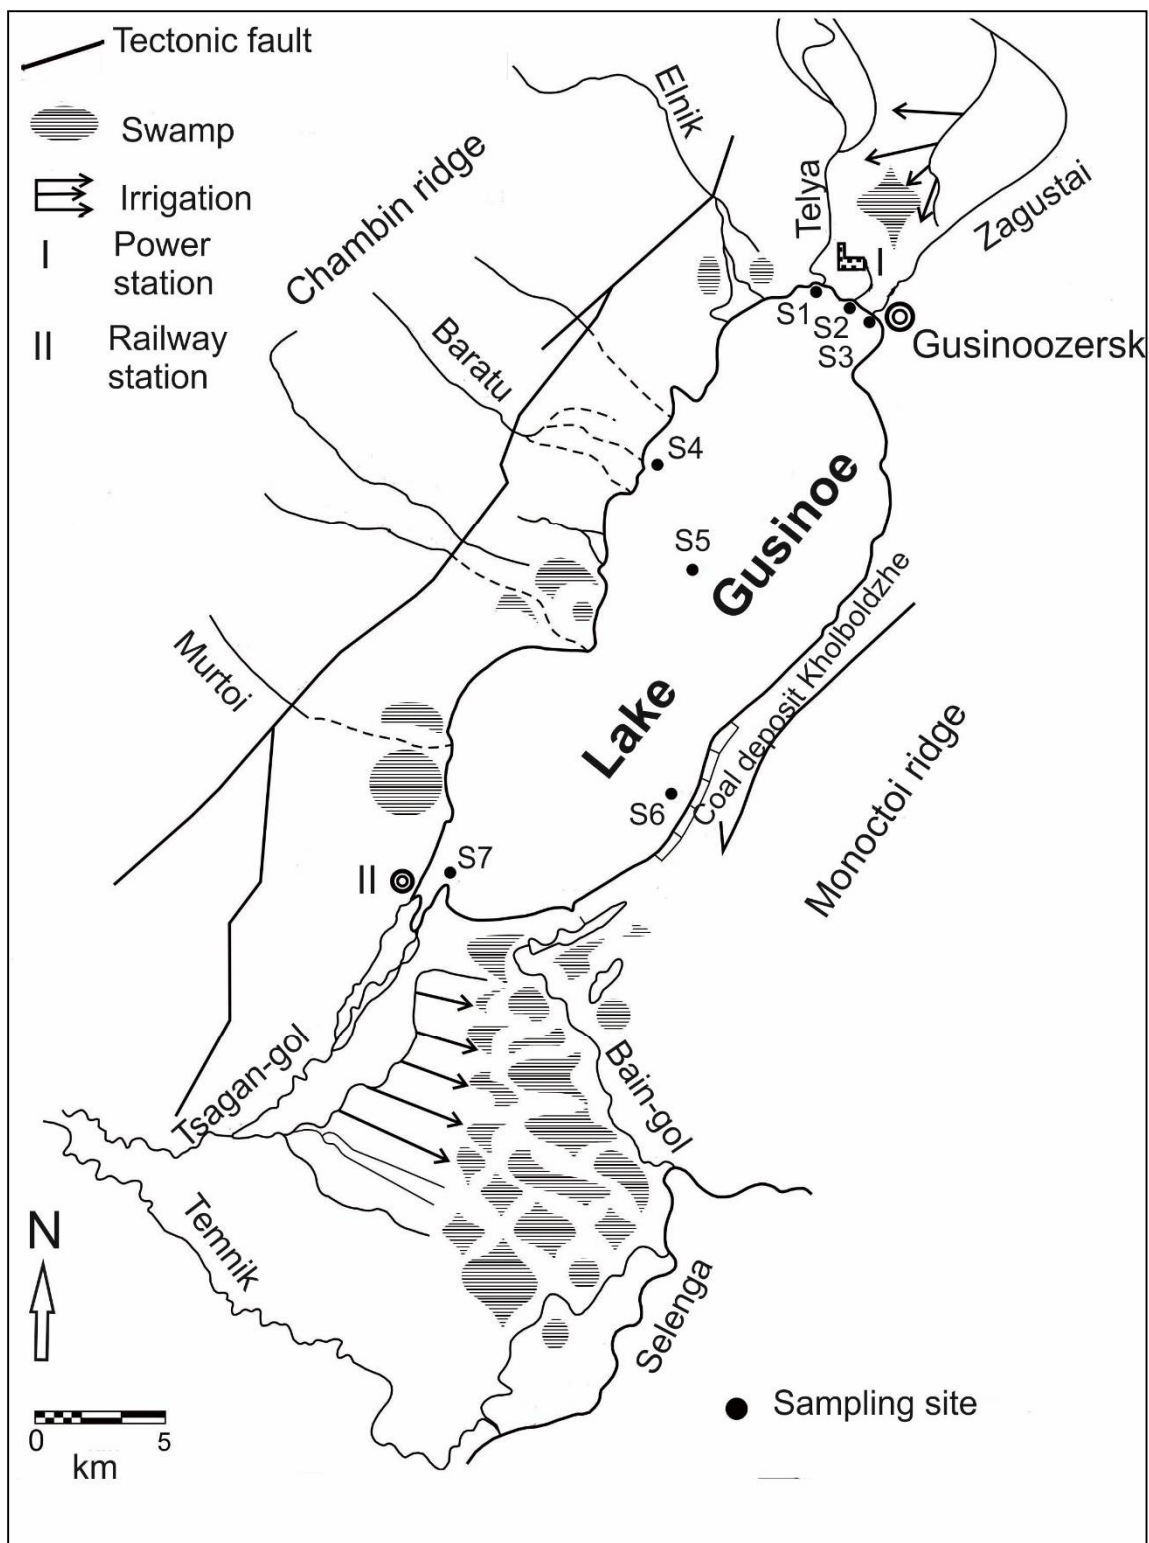 Tectonic fault
Swamp
Irrigation
I
Power
station
II
Railway
station
Elnik
Chambin ridge
Telya
Zagustai
I
S1
S2
S3
Gusinoozersk
Baratu
S4
S5
Gusinoe
Lake
Coal deposit Kholboldzhe
Murtoi
S6
Monoctoi ridge
II
S7
Tsagan-gol
Bain-gol
Temnik
Selenga
N
0 5
km
Sampling site